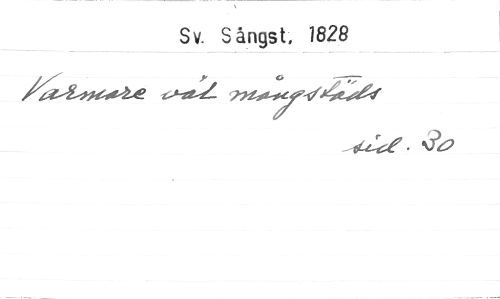 Sv. Sångst, 1828
Varmare väl mångstäds
sid. 30